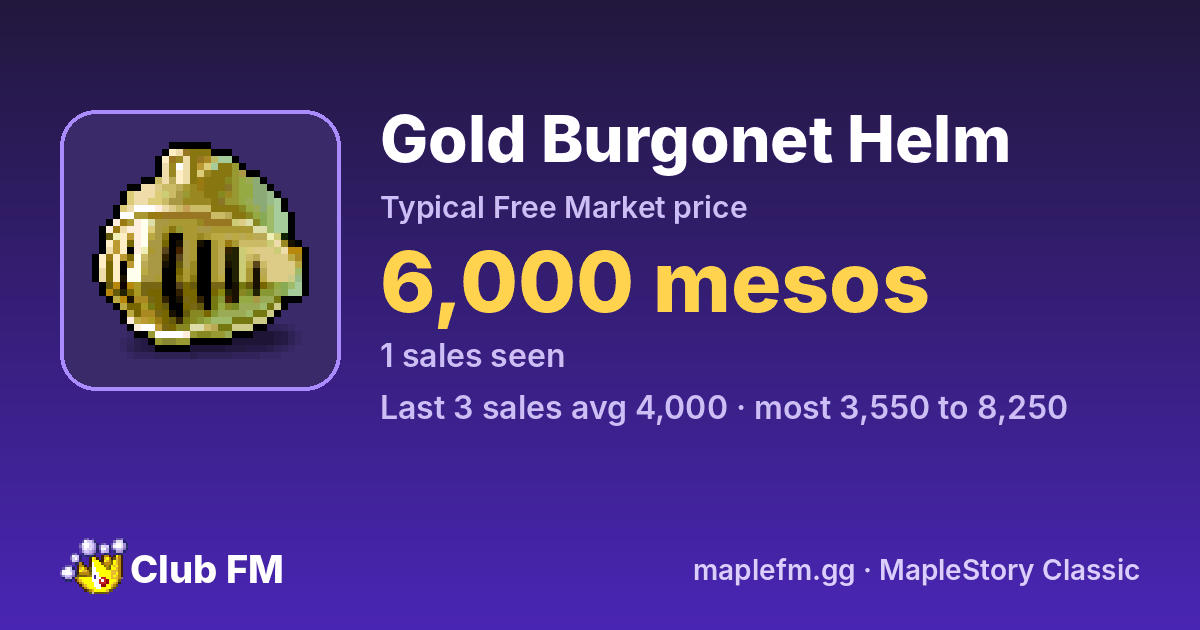 Gold Burgonet Helm
Typical Free Market price
6,000 mesos
1 sales seen
Last 3 sales avg 4,000 · most 3,550 to 8,250
Club FM
maplefm.gg · MapleStory Classic